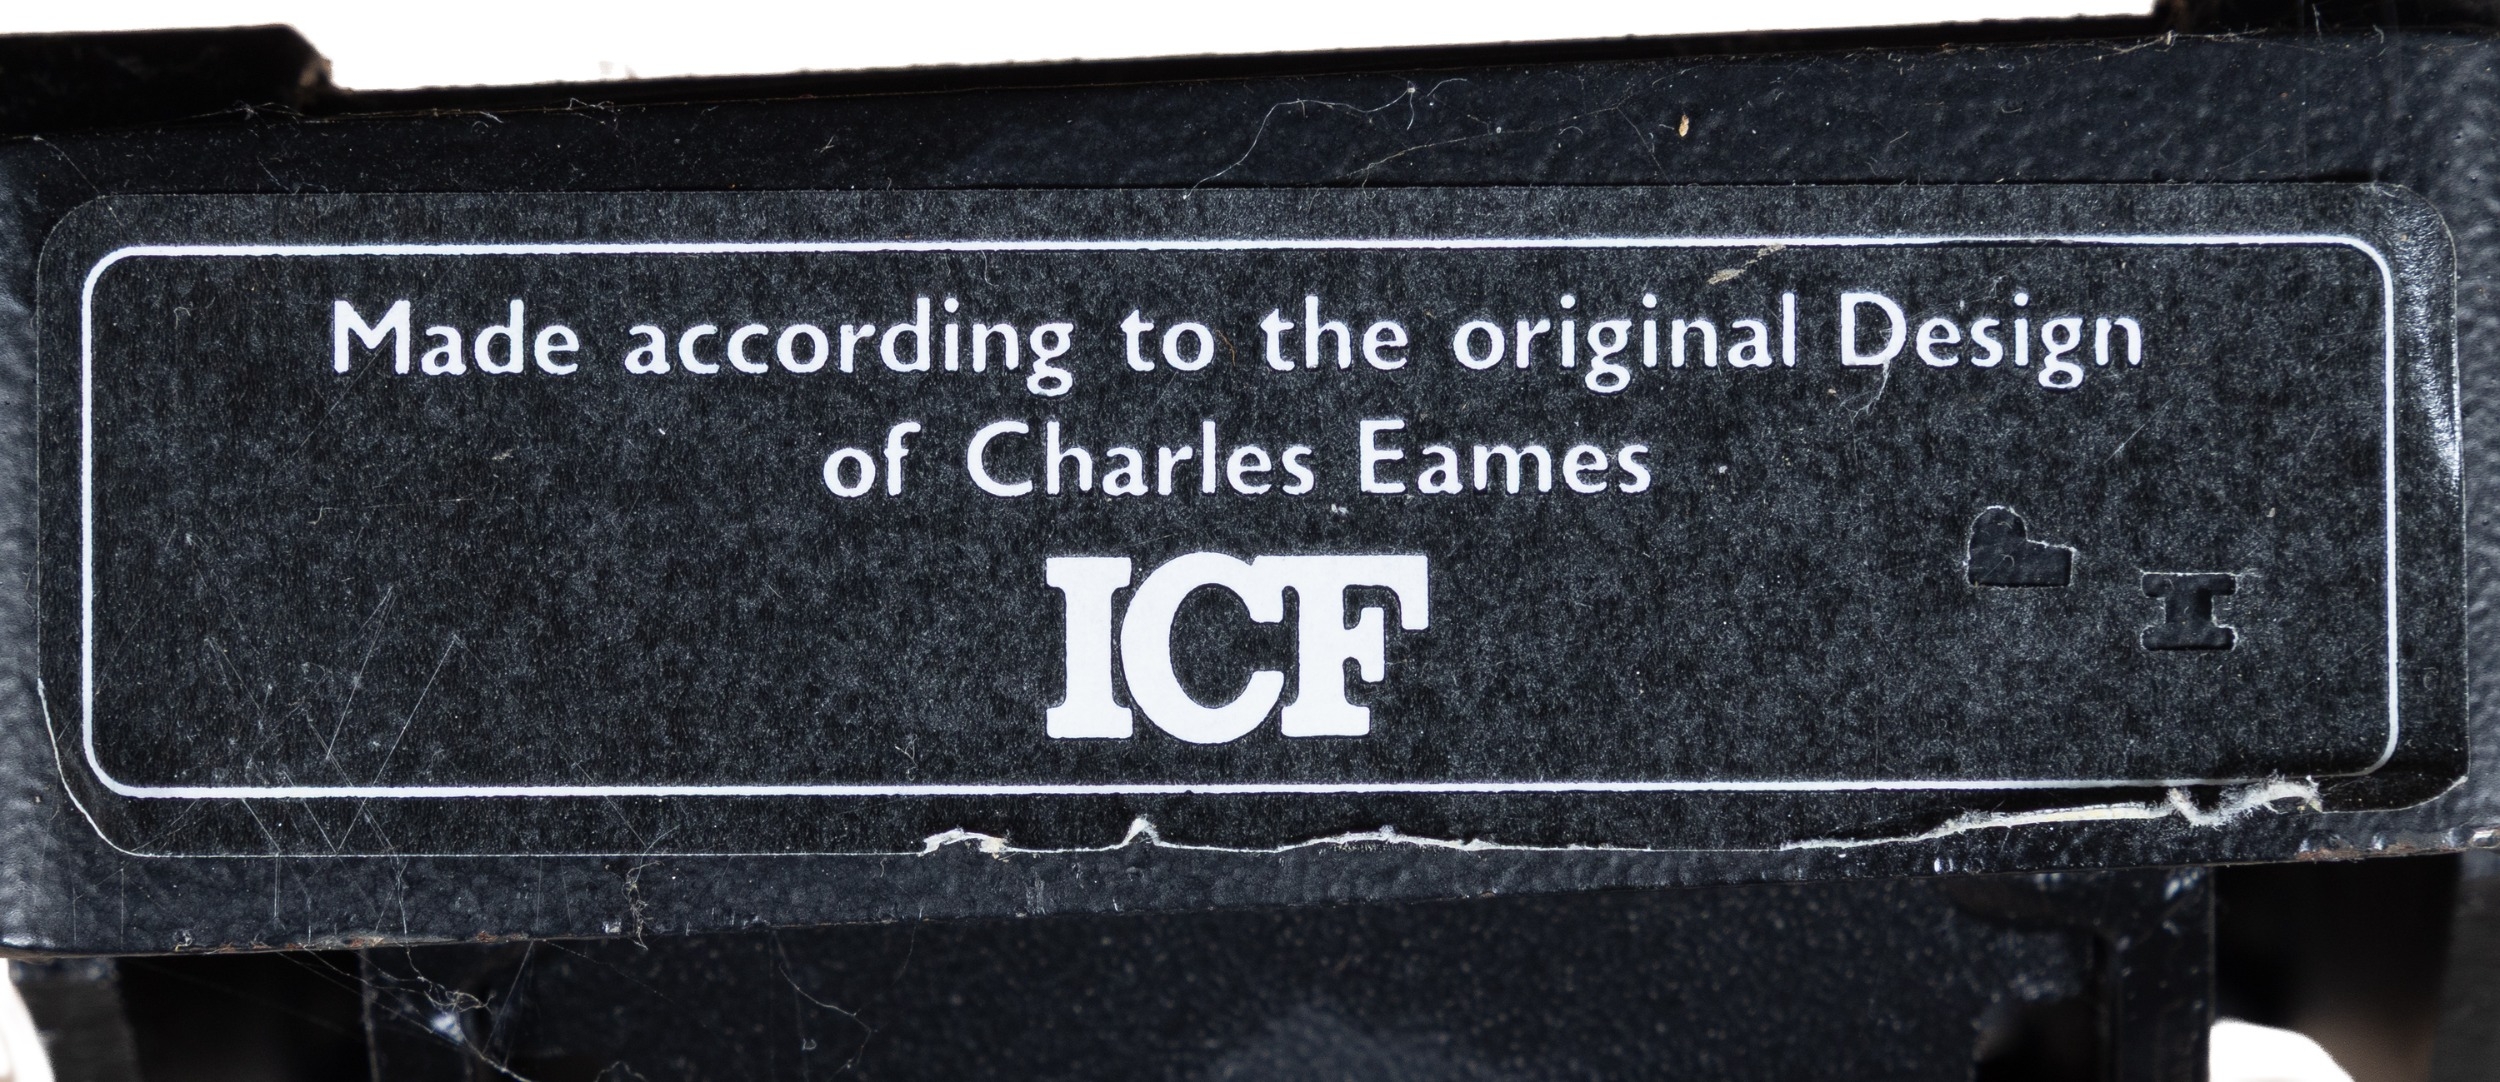 Made according to the original Design
of Charles Eames
ICF